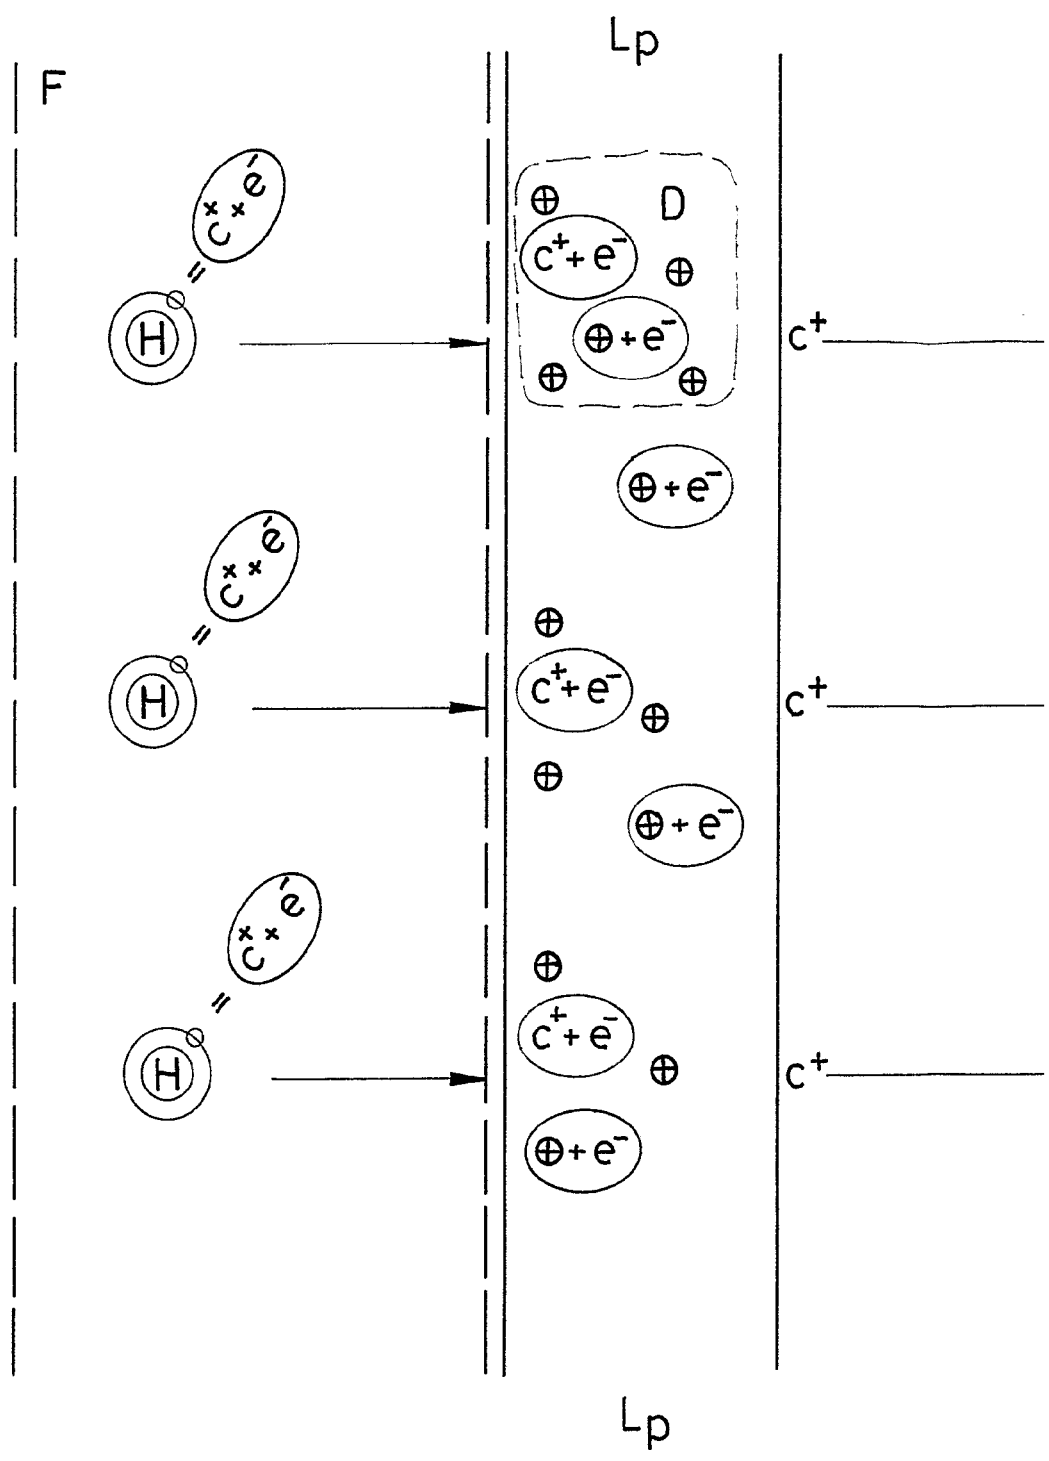 Lp
F
c⁺₊e⁻
H
=
D
⊕
c⁺+e⁻
⊕
⊕+e⁻
⊕
⊕
c⁺
⊕+e⁻
c⁺₊e⁻
=
H
⊕
c⁺+e⁻
⊕
⊕
c⁺
⊕+e⁻
c⁺₊e⁻
=
H
⊕
c⁺+e⁻
⊕
c⁺
⊕+e⁻
Lp